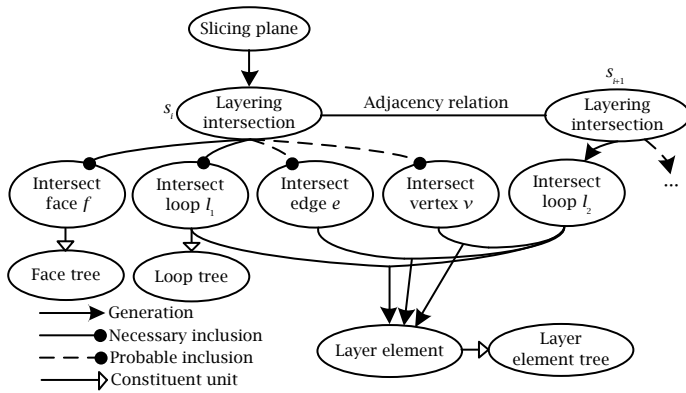 Slicing plane
s_i
Layering
intersection
Adjacency relation
s_{i+1}
Layering
intersection
Intersect
face f
Intersect
loop l_1
Intersect
edge e
Intersect
vertex v
Intersect
loop l_2
...
Face tree
Loop tree
Generation
Necessary inclusion
Probable inclusion
Constituent unit
Layer element
Layer
element tree